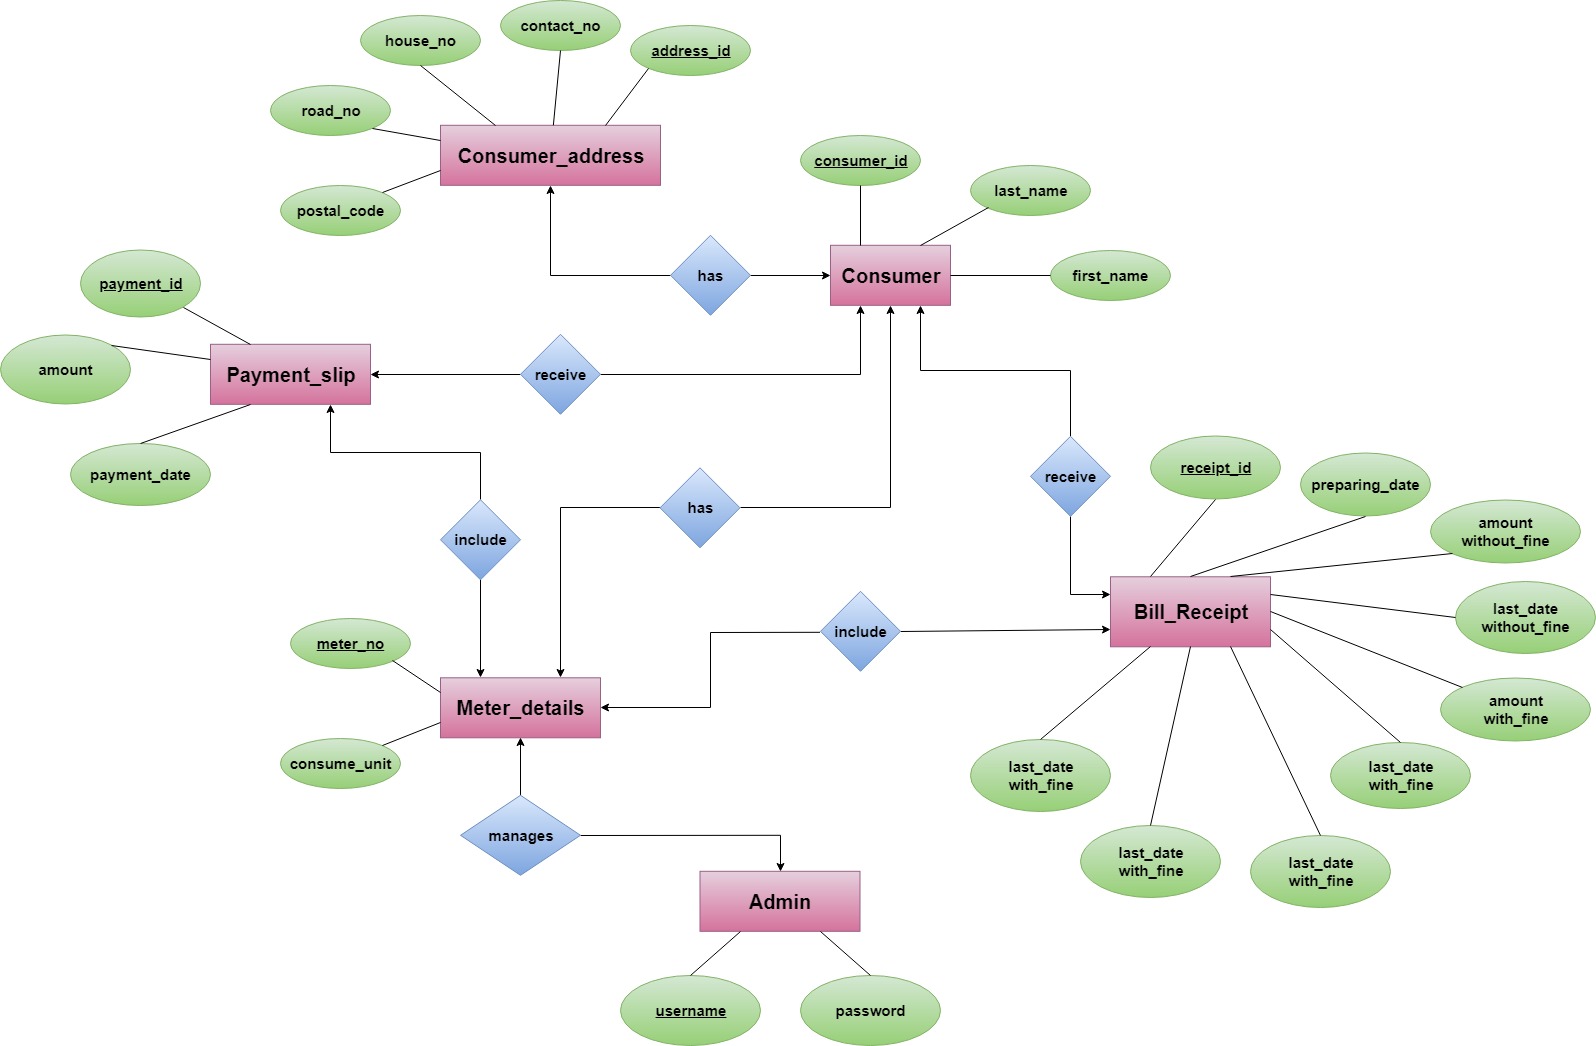 contact_no
house_no
address_id
road_no
Consumer_address
consumer_id
last_name
postal_code
has
Consumer
first_name
payment_id
amount
Payment_slip
receive
payment_date
receive
receipt_id
preparing_date
has
include
amount
without_fine
Bill_Receipt
last_date
without_fine
include
meter_no
Meter_details
amount
with_fine
consume_unit
last_date
with_fine
last_date
with_fine
manages
last_date
with_fine
last_date
with_fine
Admin
username
password